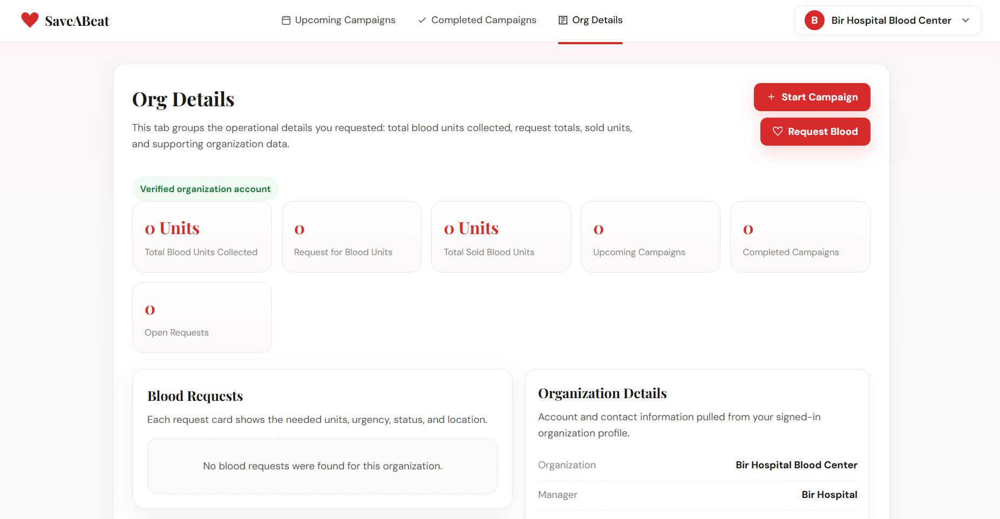 SaveABeat
Upcoming Campaigns
Completed Campaigns
Org Details
B
Bir Hospital Blood Center
Org Details
This tab groups the operational details you requested: total blood units collected, request totals, sold units,
and supporting organization data.
+ Start Campaign
Request Blood
Verified organization account
0 Units
Total Blood Units Collected
0
Request for Blood Units
0 Units
Total Sold Blood Units
0
Upcoming Campaigns
0
Completed Campaigns
0
Open Requests
Blood Requests
Each request card shows the needed units, urgency, status, and location.
No blood requests were found for this organization.
Organization Details
Account and contact information pulled from your signed-in
organization profile.
Organization Bir Hospital Blood Center
Manager Bir Hospital